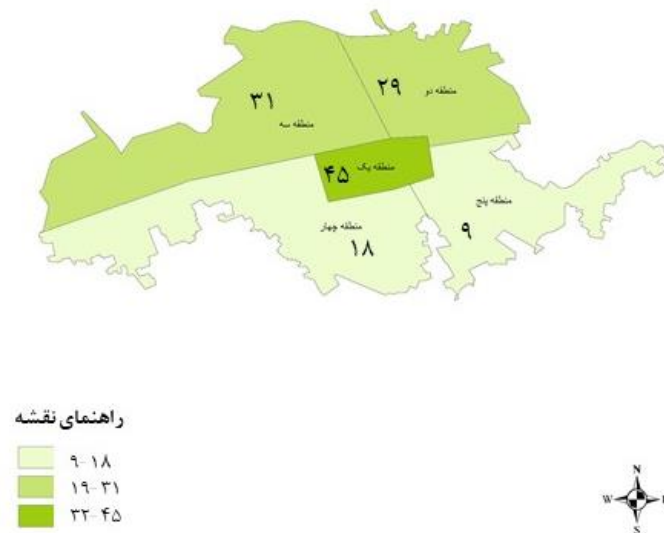 ۲۹
منطقه دو
۳۱
منطقه سه
منطقه یک
۴۵
منطقه پنج
۹
منطقه چهار
۱۸
راهنمای نقشه
۹-۱۸
۱۹-۳۱
۳۲-۴۵
N
W
E
S